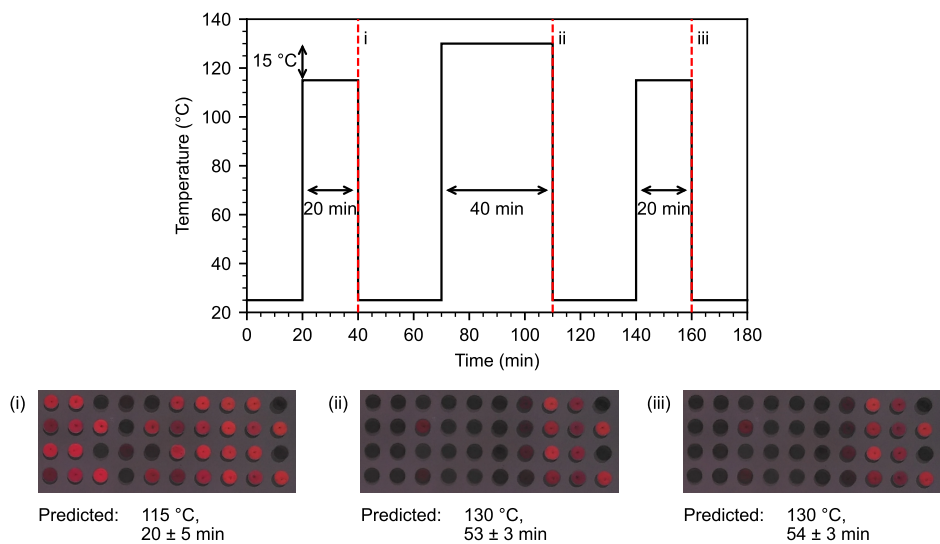 140
120
100
80
60
40
20
Temperature (°C)
15 °C
i
ii
iii
20 min
40 min
20 min
0 20 40 60 80 100 120 140 160 180
Time (min)
(i)
(ii)
(iii)
Predicted: 115 °C,
20 ± 5 min
Predicted: 130 °C,
53 ± 3 min
Predicted: 130 °C,
54 ± 3 min